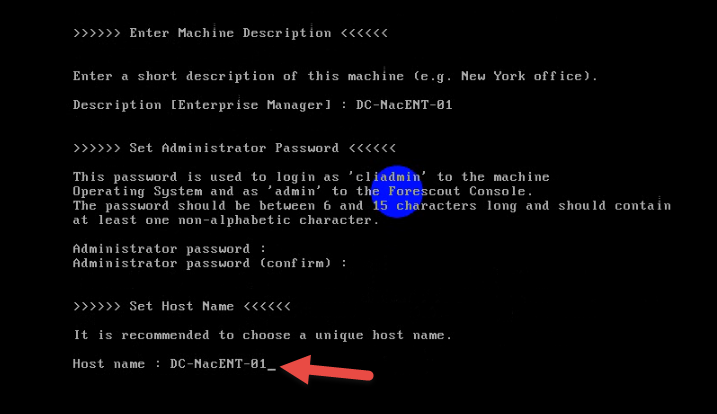 >>>>>> Enter Machine Description <<<<<<
Enter a short description of this machine (e.g. New York office).
Description [Enterprise Manager] : DC-NacENT-01
>>>>>> Set Administrator Password <<<<<<
This password is used to login as 'cliadmin' to the machine
Operating System and as 'admin' to the Forescout Console.
The password should be between 6 and 15 characters long and should contain
at least one non-alphabetic character.
Administrator password :
Administrator password (confirm) :
>>>>>> Set Host Name <<<<<<
It is recommended to choose a unique host name.
Host name : DC-NacENT-01_